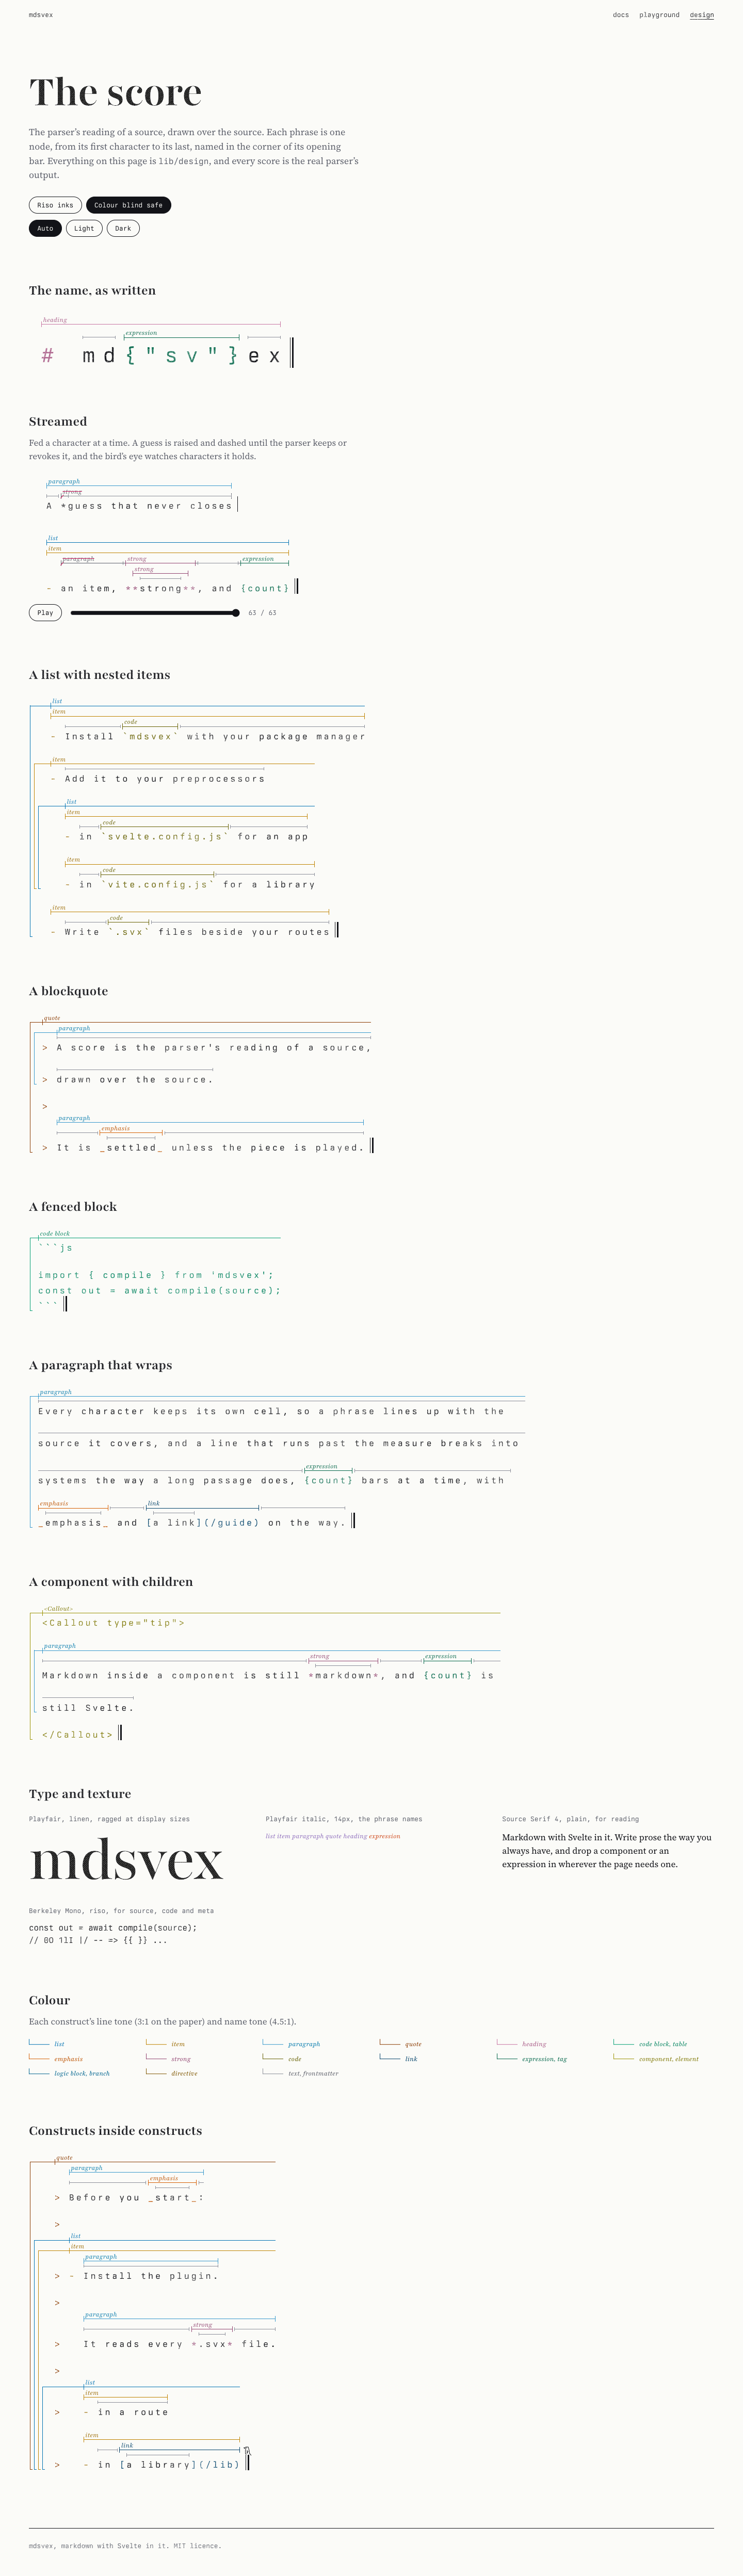 mdsvex
docs playground design
The score
The parser's reading of a source, drawn over the source. Each phrase is one
node, from its first character to its last, named in the corner of its opening
bar. Everything on this page is lib/design, and every score is the real parser's
output.
Riso inks Colour blind safe
Auto Light Dark
The name, as written
heading
expression
# md{"sv"}ex
Streamed
Fed a character at a time. A guess is raised and dashed until the parser keeps or
revokes it, and the bird's eye watches characters it holds.
paragraph
strong
A *guess that never closes
list
item
paragraph strong expression
strong
- an item, **strong**, and {count}
Play 63 / 63
A list with nested items
list
item
code
- Install `mdsvex` with your package manager
item
- Add it to your preprocessors
list
item
code
- in `svelte.config.js` for an app
item
code
- in `vite.config.js` for a library
item
code
- Write `.svx` files beside your routes
A blockquote
quote
paragraph
> A score is the parser's reading of a source,
> drawn over the source.
>
paragraph
emphasis
> It is _settled_ unless the piece is played.
A fenced block
code block
```js
import { compile } from 'mdsvex';
const out = await compile(source);
```
A paragraph that wraps
paragraph
Every character keeps its own cell, so a phrase lines up with the
source it covers, and a line that runs past the measure breaks into
expression
systems the way a long passage does, {count} bars at a time, with
emphasis link
_emphasis_ and [a link](/guide) on the way.
A component with children
<Callout>
<Callout type="tip">
paragraph
strong expression
Markdown inside a component is still *markdown*, and {count} is
still Svelte.
</Callout>
Type and texture
Playfair, linen, ragged at display sizes
mdsvex
Playfair italic, 14px, the phrase names
list item paragraph quote heading expression
Source Serif 4, plain, for reading
Markdown with Svelte in it. Write prose the way you
always have, and drop a component or an
expression in wherever the page needs one.
Berkeley Mono, riso, for source, code and meta
const out = await compile(source);
// 0O 1lI |/ -- => {{ }} ...
Colour
Each construct's line tone (3:1 on the paper) and name tone (4.5:1).
list item paragraph quote heading code block, table
emphasis strong code link expression, tag component, element
logic block, branch directive text, frontmatter
Constructs inside constructs
quote
paragraph
emphasis
> Before you _start_:
>
list
item
paragraph
> - Install the plugin.
>
paragraph
strong
> It reads every *.svx* file.
>
list
item
> - in a route
item
link
> - in [a library](/lib)
mdsvex, markdown with Svelte in it. MIT licence.